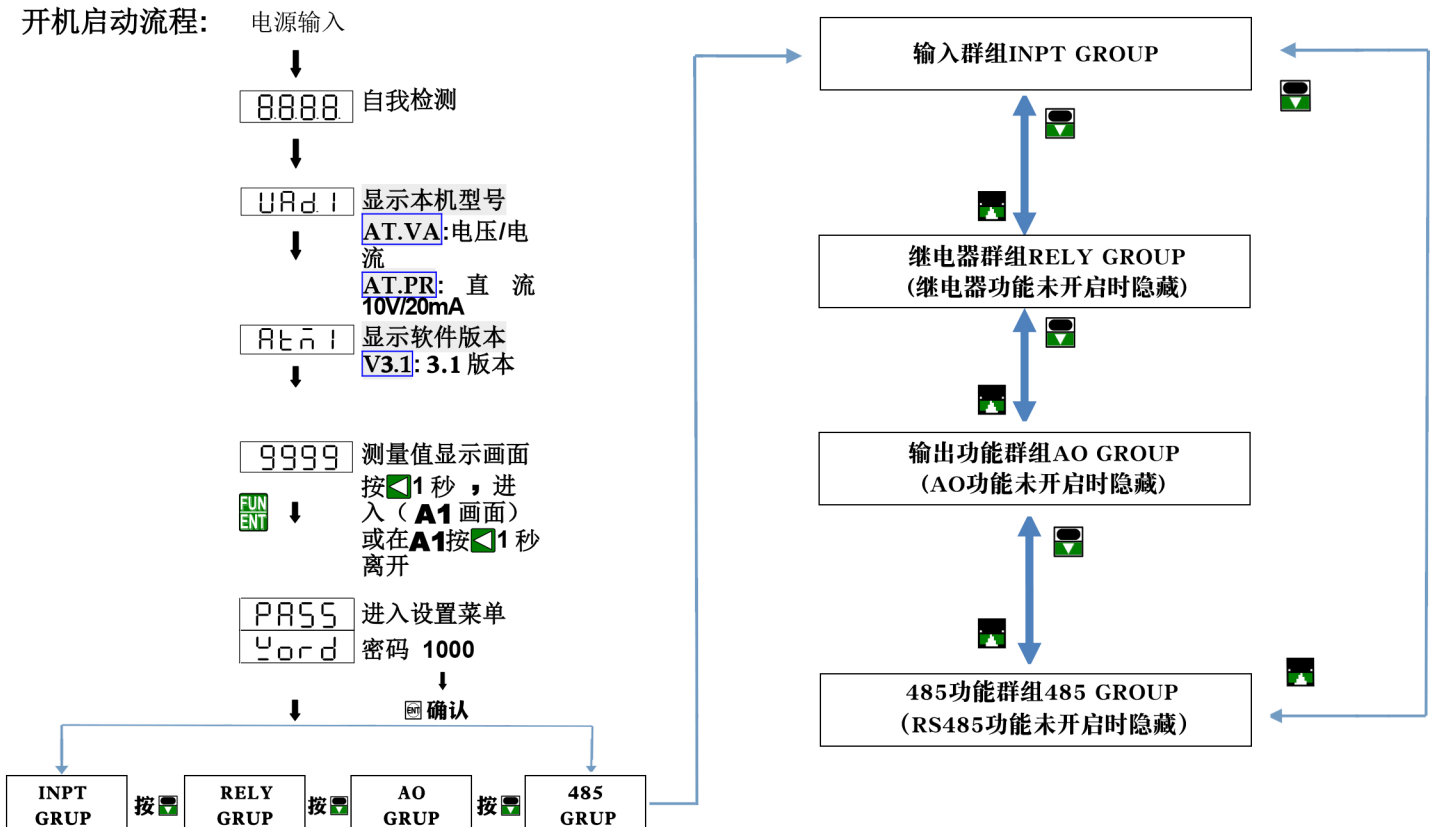 开机启动流程:
电源输入
8.8.8.8.
自我检测
UAd.1
显示本机型号
AT.VA:电压/电
流
AT.PR: 直 流
10V/20mA
显示软件版本
V3.1: 3.1 版本
9999
测量值显示画面
按1 秒 ,进
入（ A1 画面）
或在A1按1 秒
离开
FUN
ENT
PASS
进入设置菜单
ord
密码 1000
ENT 确认
INPT
GRUP
按
RELY
GRUP
按
AO
GRUP
按
485
GRUP
输入群组INPT GROUP
继电器群组RELY GROUP
(继电器功能未开启时隐藏)
输出功能群组AO GROUP
(AO功能未开启时隐藏)
485功能群组485 GROUP
（RS485功能未开启时隐藏）